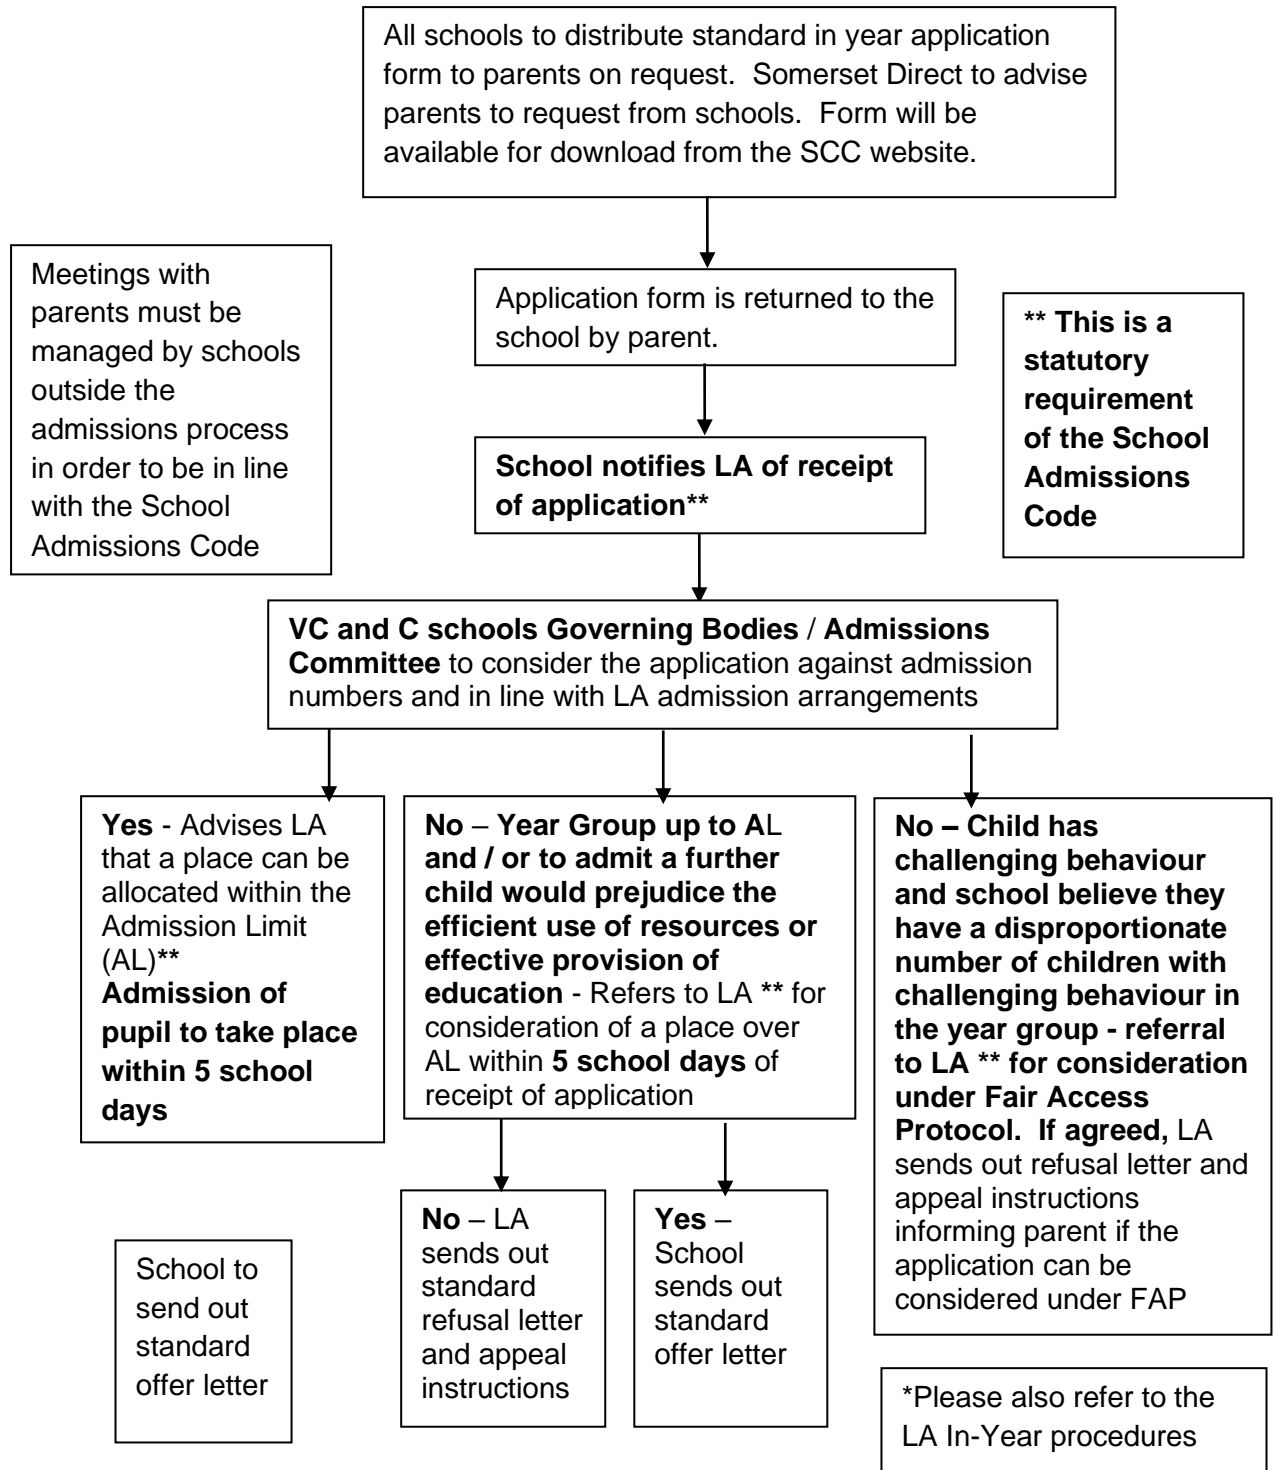 All schools to distribute standard in year application
form to parents on request.  Somerset Direct to advise
parents to request from schools.  Form will be
available for download from the SCC website.
Meetings with
parents must be
managed by schools
outside the
admissions process
in order to be in line
with the School
Admissions Code
Application form is returned to the
school by parent.
** This is a
statutory
requirement
of the School
Admissions
Code
School notifies LA of receipt
of application**
VC and C schools Governing Bodies / Admissions
Committee to consider the application against admission
numbers and in line with LA admission arrangements
Yes - Advises LA
that a place can be
allocated within the
Admission Limit
(AL)**
Admission of
pupil to take place
within 5 school
days
No – Year Group up to AL
and / or to admit a further
child would prejudice the
efficient use of resources or
effective provision of
education - Refers to LA ** for
consideration of a place over
AL within 5 school days of
receipt of application
No – Child has
challenging behaviour
and school believe they
have a disproportionate
number of children with
challenging behaviour in
the year group - referral
to LA ** for consideration
under Fair Access
Protocol.  If agreed, LA
sends out refusal letter and
appeal instructions
informing parent if the
application can be
considered under FAP
School to
send out
standard
offer letter
No – LA
sends out
standard
refusal letter
and appeal
instructions
Yes –
School
sends out
standard
offer letter
*Please also refer to the
LA In-Year procedures